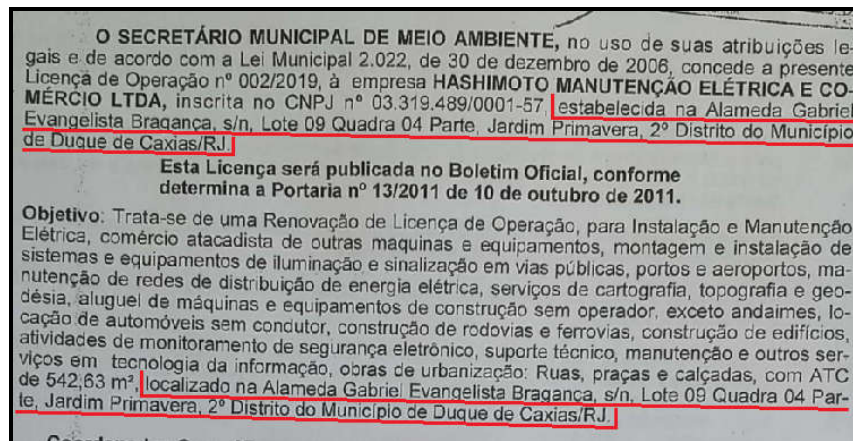 O SECRETÁRIO MUNICIPAL DE MEIO AMBIENTE, no uso de suas atribuições le-
gais e de acordo com a Lei Municipal 2.022, de 30 de dezembro de 2006, concede a presente
Licença de Operação nº 002/2019, à empresa HASHIMOTO MANUTENÇÃO ELÉTRICA E CO-
MÉRCIO LTDA, inscrita no CNPJ nº 03.319.489/0001-57, estabelecida na Alameda Gabriel
Evangelista Bragança, s/n, Lote 09 Quadra 04 Parte, Jardim Primavera, 2º Distrito do Município
de Duque de Caxias/RJ.
Esta Licença será publicada no Boletim Oficial, conforme
determina a Portaria nº 13/2011 de 10 de outubro de 2011.
Objetivo: Trata-se de uma Renovação de Licença de Operação, para Instalação e Manutenção
Elétrica, comércio atacadista de outras maquinas e equipamentos, montagem e instalação de
sistemas e equipamentos de iluminação e sinalização em vias públicas, portos e aeroportos, ma-
nutenção de redes de distribuição de energia elétrica, serviços de cartografia, topografia e geo-
désia, aluguel de máquinas e equipamentos de construção sem operador, exceto andaimes, lo-
cação de automóveis sem condutor, construção de rodovias e ferrovias, construção de edifícios,
atividades de monitoramento de segurança eletrônico, suporte técnico, manutenção e outros ser-
viços em tecnologia da informação, obras de urbanização: Ruas, praças e calçadas, com ATC
de 542,63 m², localizado na Alameda Gabriel Evangelista Bragança, s/n, Lote 09 Quadra 04 Par-
te, Jardim Primavera, 2º Distrito do Município de Duque de Caxias/RJ.